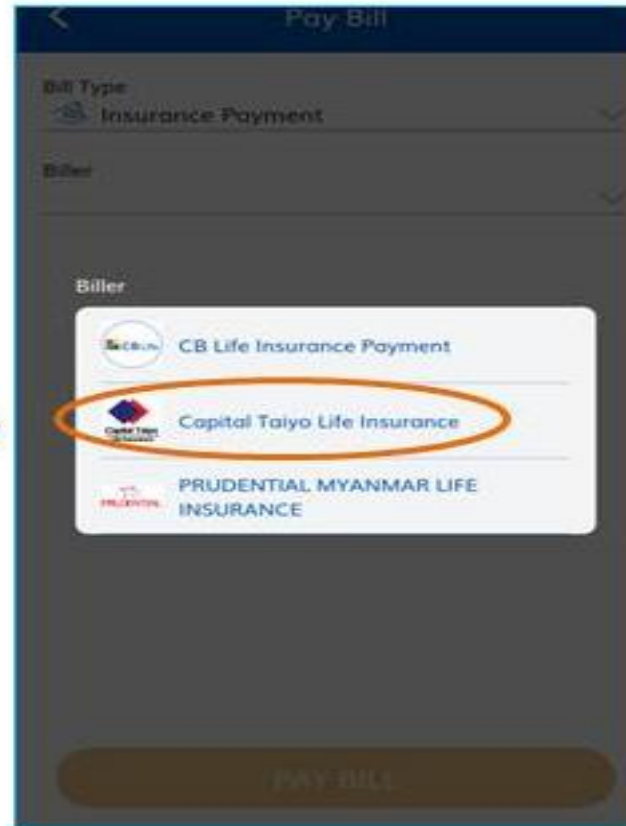 Pay Bill
Bill Type
Insurance Payment
Biller
Biller
CB Life Insurance Payment
Capital Taiyo Life Insurance
PRUDENTIAL MYANMAR LIFE
INSURANCE
PRUDENTIAL
PAY BILL